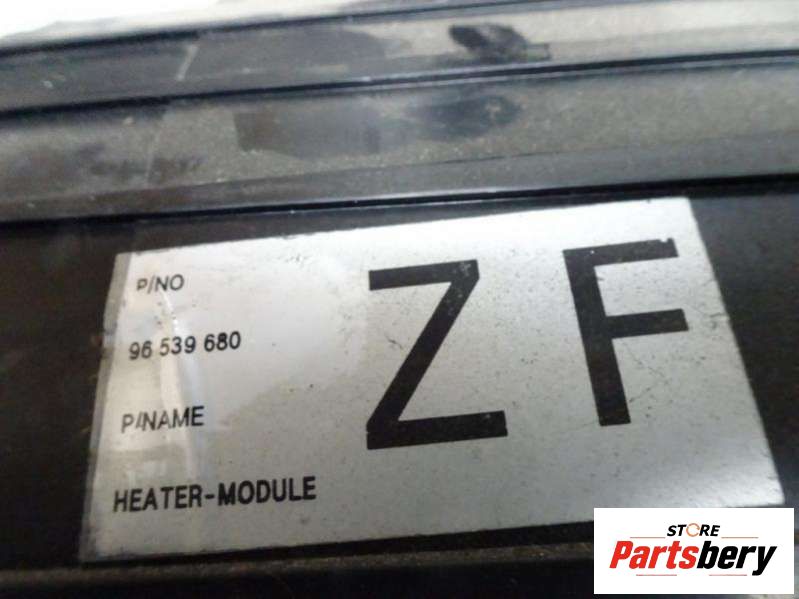 P/NO
96 539 680
P/NAME
HEATER-MODULE
ZF
STORE
Partsbery